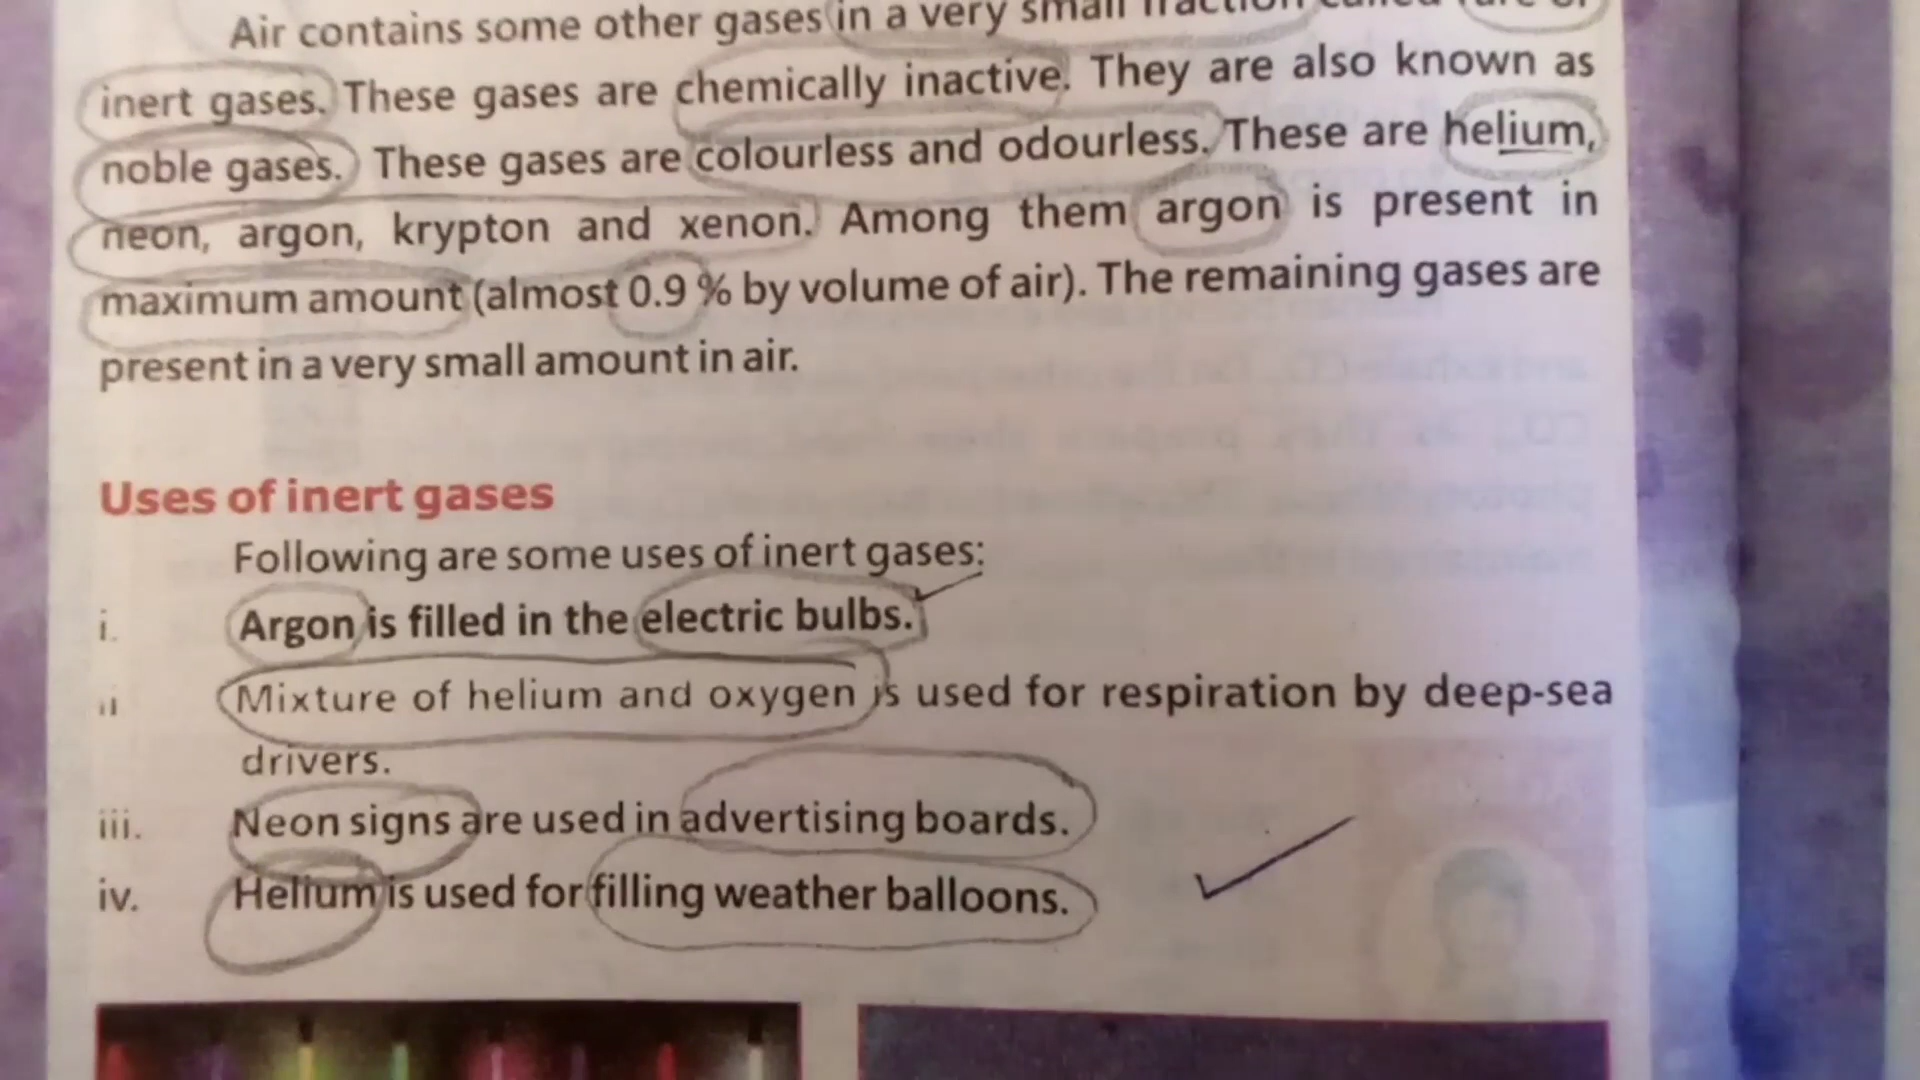 Air contains some other gases in a very small fraction called rare or
inert gases. These gases are chemically inactive. They are also known as
noble gases. These gases are colourless and odourless. These are helium,
neon, argon, krypton and xenon. Among them argon is present in
maximum amount (almost 0.9 % by volume of air). The remaining gases are
present in a very small amount in air.
Uses of inert gases
Following are some uses of inert gases:
i. Argon is filled in the electric bulbs.
ii Mixture of helium and oxygen is used for respiration by deep-sea
drivers.
iii. Neon signs are used in advertising boards.
iv. Helium is used for filling weather balloons.